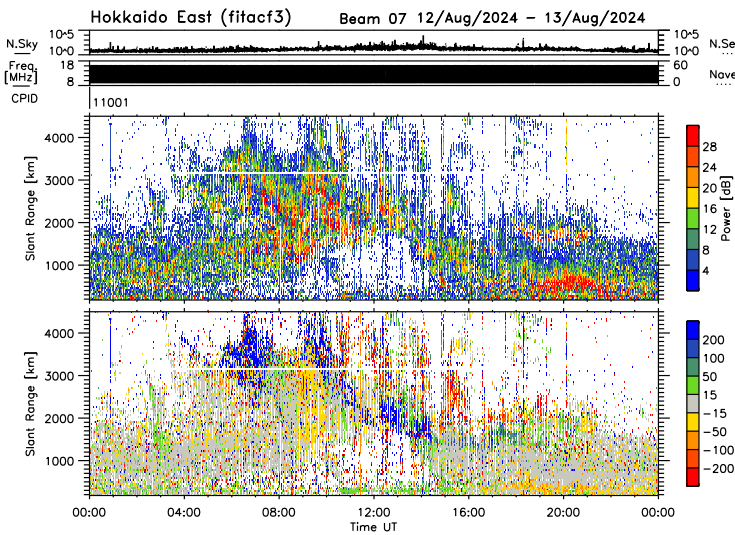 Hokkaido East (fitacf3) Beam 07 12/Aug/2024 - 13/Aug/2024
N.Sky 10^5 10^5 N.Se
10^0 10^0
Freq. 18 60
[MHz] 8 0 Nave
CPID 11001
4000
3000
2000
1000
Slant Range [km]
28
24
20
16
12
8
4
Power [dB]
4000
3000
2000
1000
Slant Range [km]
200
100
50
15
-15
-50
-100
-200
00:00 04:00 08:00 12:00 16:00 20:00 00:00
Time UT